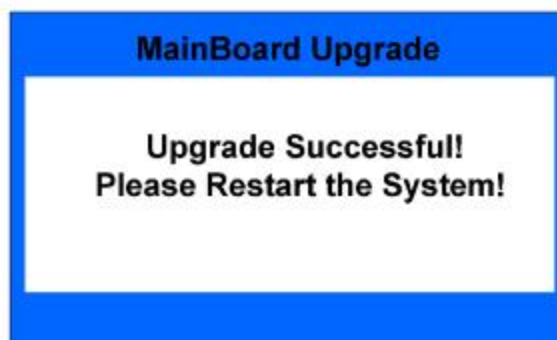 MainBoard Upgrade
Upgrade Successful!
Please Restart the System!